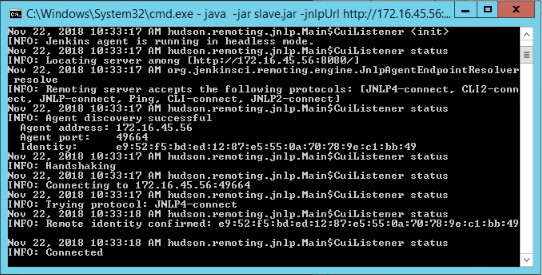 C:\Windows\System32\cmd.exe - java -jar slave.jar -jnlpUrl http://172.16.45.56:...
Nov 22, 2018 10:33:17 AM hudson.remoting.jnlp.Main$CuiListener <init>
INFO: Jenkins agent is running in headless mode.
Nov 22, 2018 10:33:17 AM hudson.remoting.jnlp.Main$CuiListener status
INFO: Locating server among [http://172.16.45.56:8080/]
Nov 22, 2018 10:33:17 AM org.jenkinsci.remoting.engine.JnlpAgentEndpointResolver
resolve
INFO: Remoting server accepts the following protocols: [JNLP4-connect, CLI2-conn
ect, JNLP-connect, Ping, CLI-connect, JNLP2-connect]
Nov 22, 2018 10:33:17 AM hudson.remoting.jnlp.Main$CuiListener status
INFO: Agent discovery successful
Agent address: 172.16.45.56
Agent port: 49664
Identity: e9:52:f5:bd:ed:12:87:e5:55:0a:70:78:9e:c1:bb:49
Nov 22, 2018 10:33:17 AM hudson.remoting.jnlp.Main$CuiListener status
INFO: Handshaking
Nov 22, 2018 10:33:17 AM hudson.remoting.jnlp.Main$CuiListener status
INFO: Connecting to 172.16.45.56:49664
Nov 22, 2018 10:33:17 AM hudson.remoting.jnlp.Main$CuiListener status
INFO: Trying protocol: JNLP4-connect
Nov 22, 2018 10:33:18 AM hudson.remoting.jnlp.Main$CuiListener status
INFO: Remote identity confirmed: e9:52:f5:bd:ed:12:87:e5:55:0a:70:78:9e:c1:bb:49
Nov 22, 2018 10:33:18 AM hudson.remoting.jnlp.Main$CuiListener status
INFO: Connected